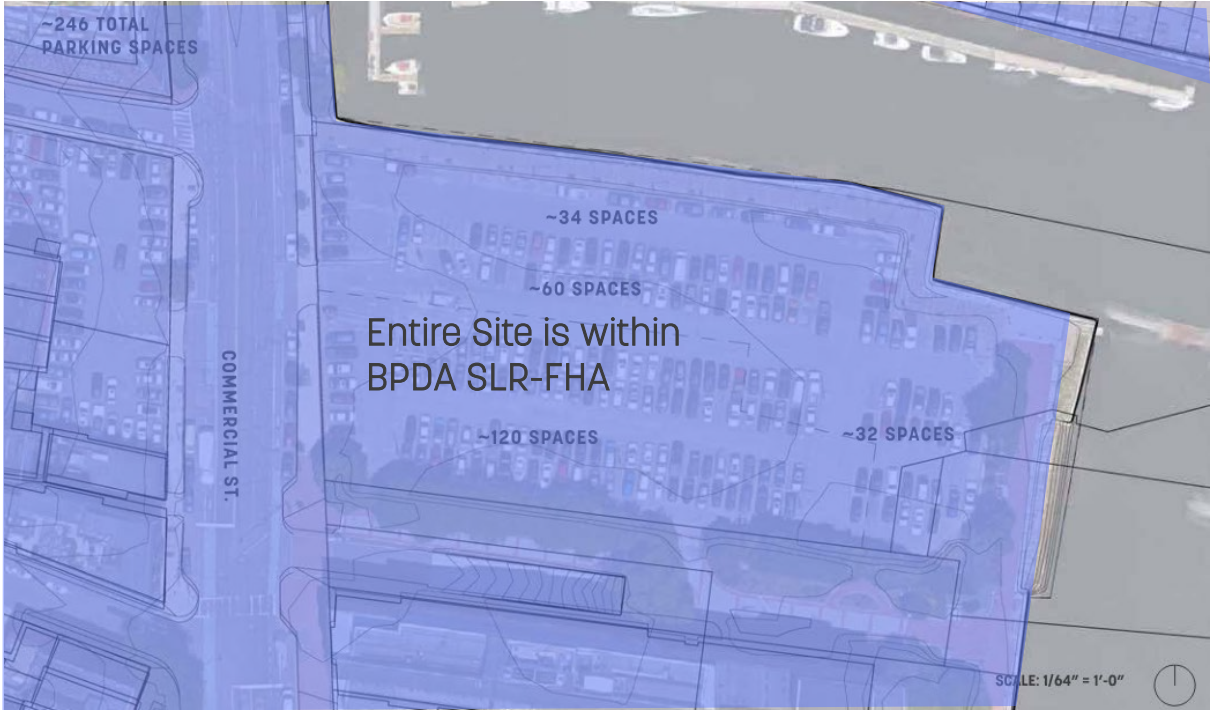 ~246 TOTAL
PARKING SPACES
~34 SPACES
~60 SPACES
Entire Site is within
BPDA SLR-FHA
COMMERCIAL ST.
~120 SPACES
~32 SPACES
SCALE: 1/64" = 1'-0"